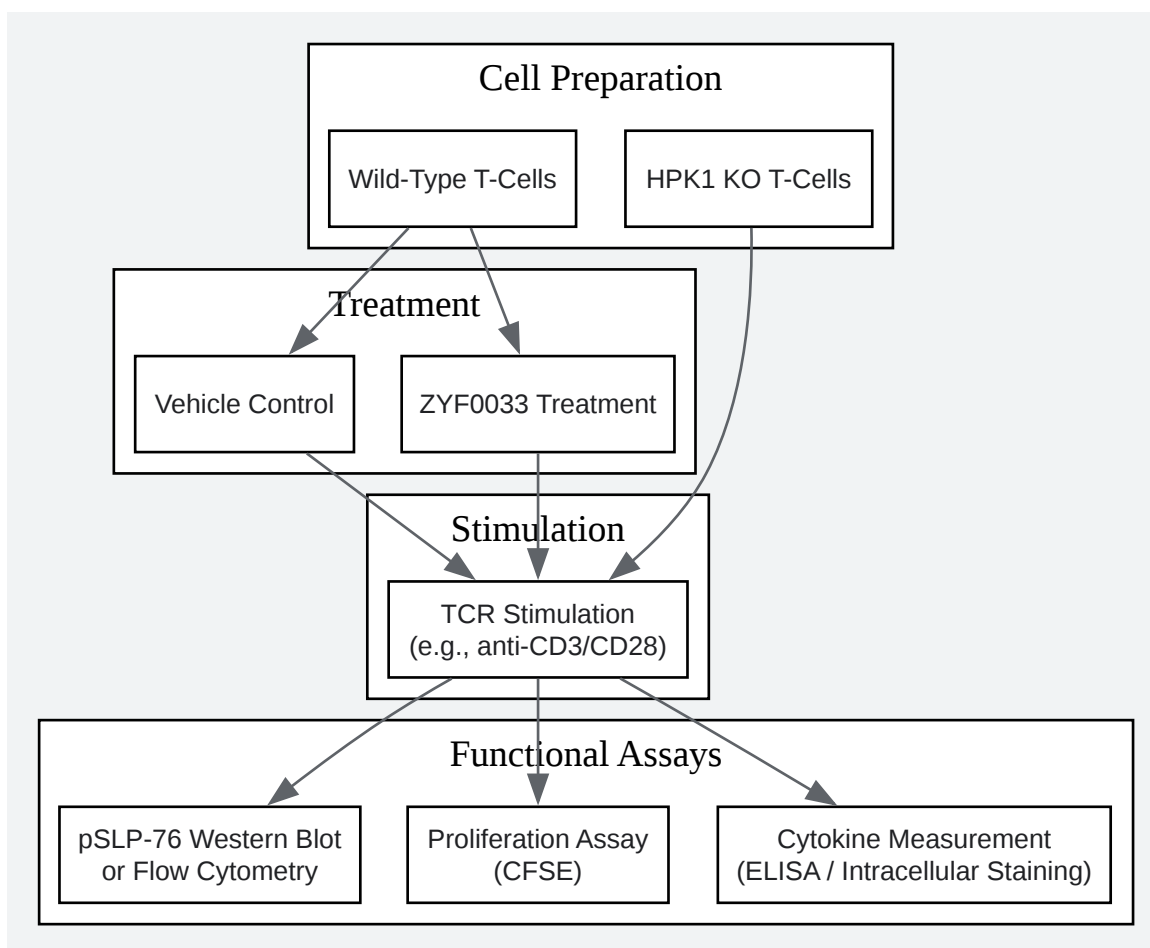 Cell Preparation
Wild-Type T-Cells
HPK1 KO T-Cells
Treatment
Vehicle Control
ZYF0033 Treatment
Stimulation
TCR Stimulation
(e.g., anti-CD3/CD28)
Functional Assays
pSLP-76 Western Blot
or Flow Cytometry
Proliferation Assay
(CFSE)
Cytokine Measurement
(ELISA / Intracellular Staining)